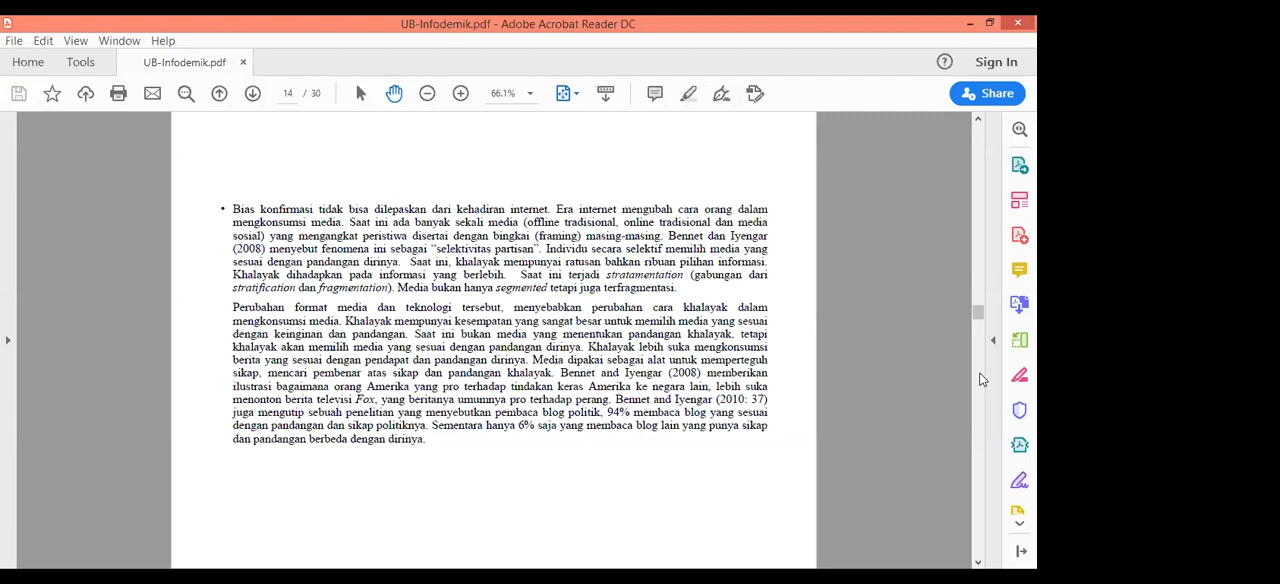 UB-Infodemik.pdf - Adobe Acrobat Reader DC
File Edit View Window Help
Home Tools UB-Infodemik.pdf × Sign In
14 / 30 66.1% Share
• Bias konfirmasi tidak bisa dilepaskan dari kehadiran internet. Era internet mengubah cara orang dalam
mengkonsumsi media. Saat ini ada banyak sekali media (offline tradisional, online tradisional dan media
sosial) yang mengangkat peristiwa disertai dengan bingkai (framing) masing-masing. Bennet dan Iyengar
(2008) menyebut fenomena ini sebagai “selektivitas partisan”. Individu secara selektif memilih media yang
sesuai dengan pandangan dirinya. Saat ini, khalayak mempunyai ratusan bahkan ribuan pilihan informasi.
Khalayak dihadapkan pada informasi yang berlebih. Saat ini terjadi stratamentation (gabungan dari
stratification dan fragmentation). Media bukan hanya segmented tetapi juga terfragmentasi.
Perubahan format media dan teknologi tersebut, menyebabkan perubahan cara khalayak dalam
mengkonsumsi media. Khalayak mempunyai kesempatan yang sangat besar untuk memilih media yang sesuai
dengan keinginan dan pandangan. Saat ini bukan media yang menentukan pandangan khalayak, tetapi
khalayak akan memilih media yang sesuai dengan pandangan dirinya. Khalayak lebih suka mengkonsumsi
berita yang sesuai dengan pendapat dan pandangan dirinya. Media dipakai sebagai alat untuk memperteguh
sikap, mencari pembenar atas sikap dan pandangan khalayak. Bennet and Iyengar (2008) memberikan
ilustrasi bagaimana orang Amerika yang pro terhadap tindakan keras Amerika ke negara lain, lebih suka
menonton berita televisi Fox, yang beritanya umumnya pro terhadap perang. Bennet and Iyengar (2010: 37)
juga mengutip sebuah penelitian yang menyebutkan pembaca blog politik, 94% membaca blog yang sesuai
dengan pandangan dan sikap politiknya. Sementara hanya 6% saja yang membaca blog lain yang punya sikap
dan pandangan berbeda dengan dirinya.